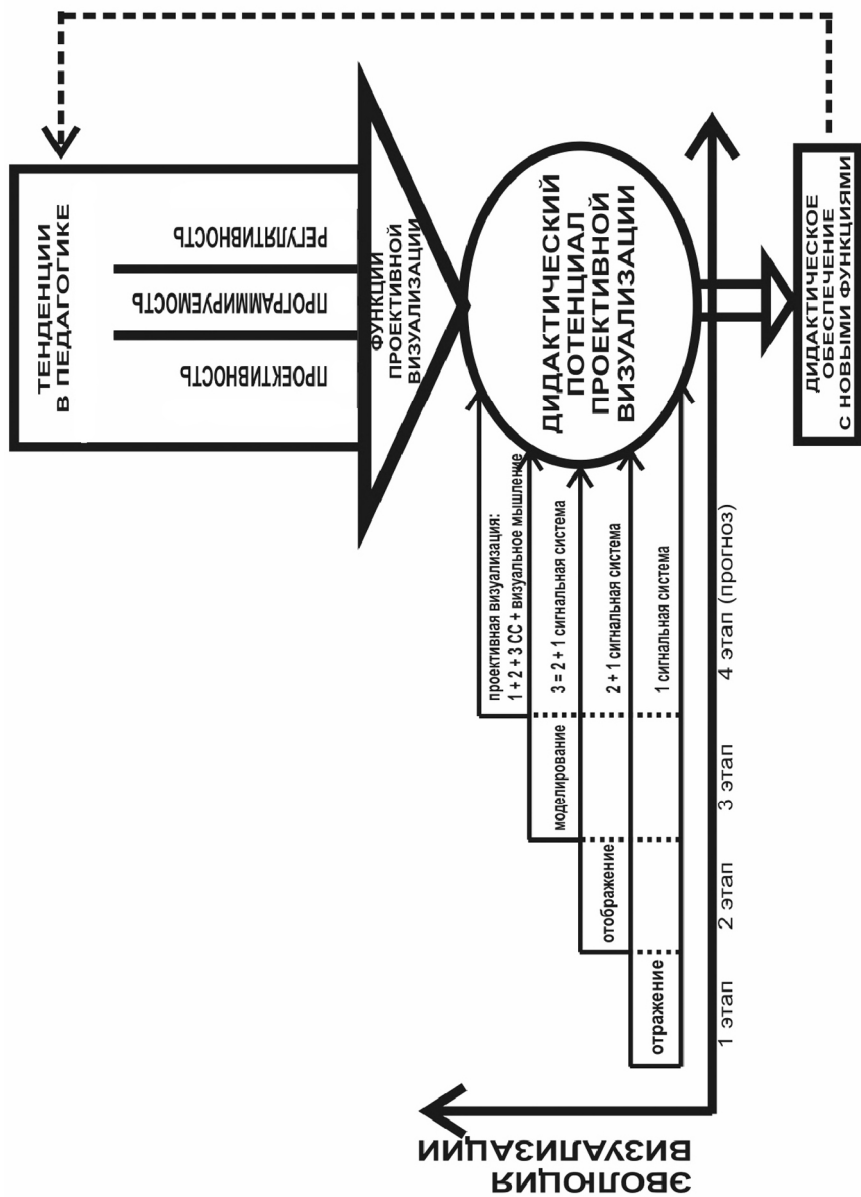 ТЕНДЕНЦИИ
В ПЕДАГОГИКЕ
ПРОЕКТИВНОСТЬ
ПРОГРАММИРУЕМОСТЬ
РЕГУЛЯТИВНОСТЬ
ФУНКЦИИ
ПРОЕКТИВНОЙ
ВИЗУАЛИЗАЦИИ
ЭВОЛЮЦИЯ
ВИЗУАЛИЗАЦИИ
проективная визуализация:
1 + 2 + 3 СС + визуальное мышление
моделирование
3 = 2 + 1 сигнальная система
отображение
2 + 1 сигнальная система
отражение
1 сигнальная система
ДИДАКТИЧЕСКИЙ
ПОТЕНЦИАЛ
ПРОЕКТИВНОЙ
ВИЗУАЛИЗАЦИИ
1 этап
2 этап
3 этап
4 этап (прогноз)
ДИДАКТИЧЕСКОЕ
ОБЕСПЕЧЕНИЕ
С НОВЫМИ ФУНКЦИЯМИ